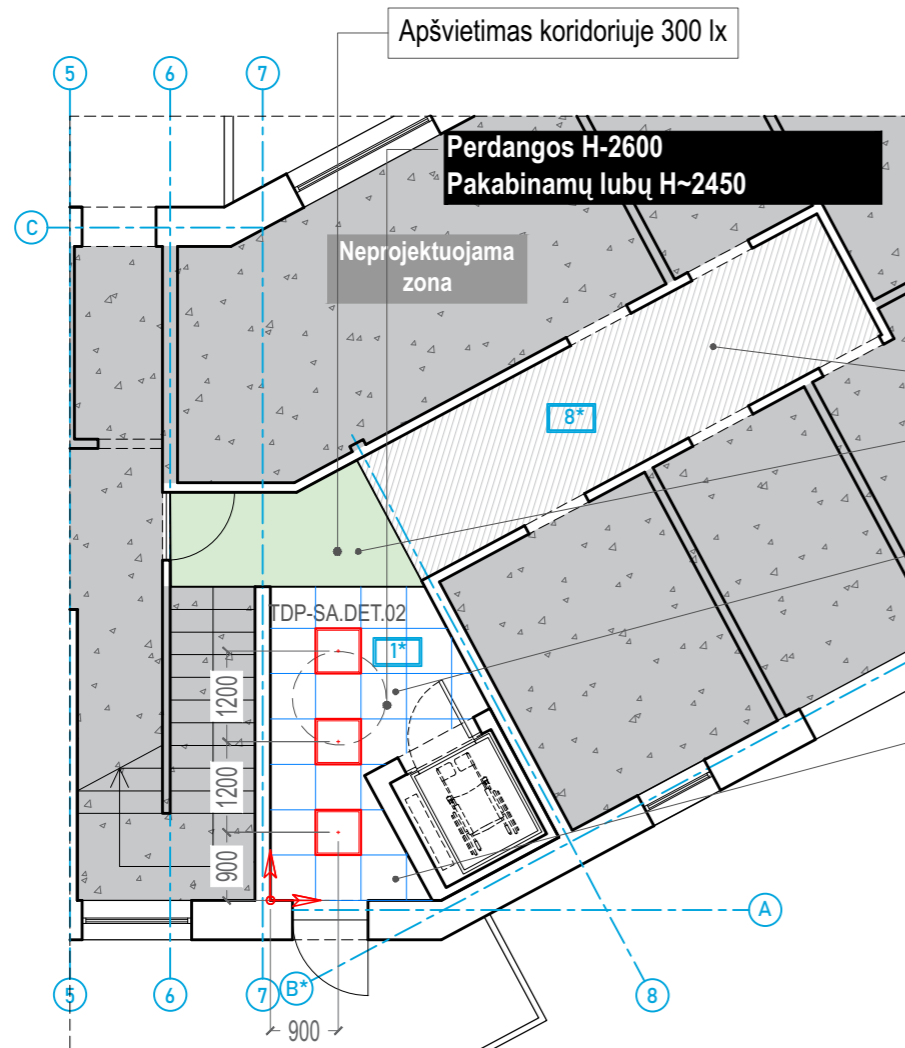 Apšvietimas koridoriuje 300 lx
5
6
7
Perdangos H-2600
Pakabinamų lubų H~2450
C
Neprojektuojama
zona
8*
TDP-SA.DET.02
1*
1200
1200
900
A
5
6
7
B*
8
900